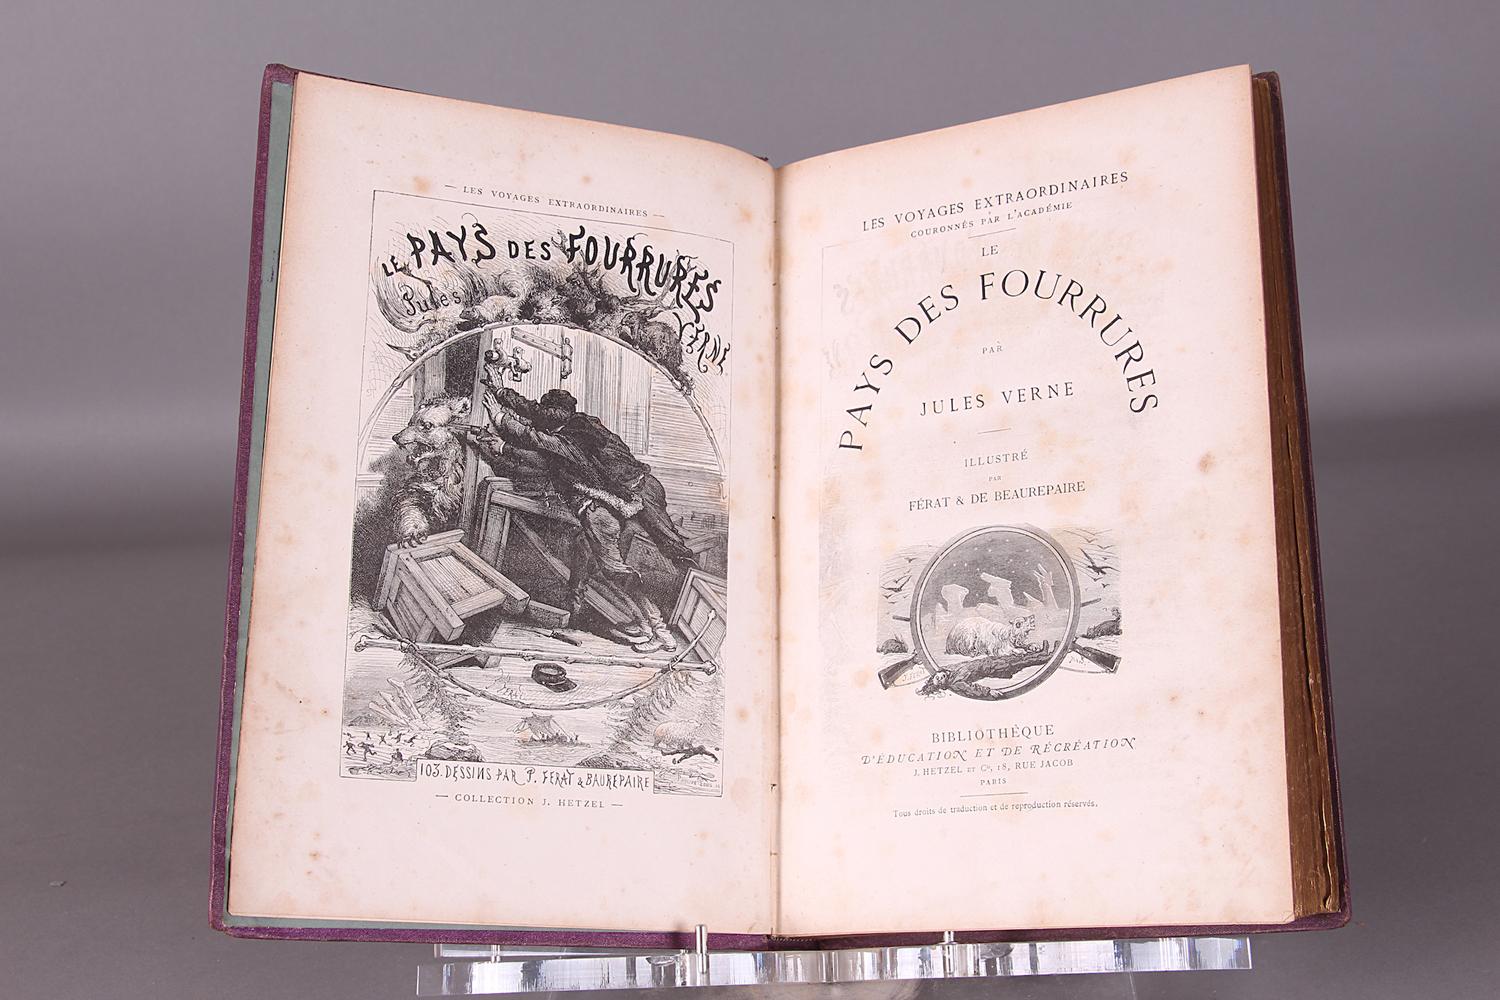 — LES VOYAGES EXTRAORDINAIRES —
LE PAYS DES FOURRURES
Jules VERNE
103. DESSINS PAR P. FERAT & BAUREPAIRE
— COLLECTION J. HETZEL —
LES VOYAGES EXTRAORDINAIRES
COURONNÉS PAR L'ACADÉMIE
LE
PAYS DES FOURRURES
PAR
JULES VERNE
ILLUSTRÉ
PAR
FÉRAT & DE BEAUREPAIRE
BIBLIOTHÈQUE
D'ÉDUCATION ET DE RÉCRÉATION
J. HETZEL ET Cie, 18, RUE JACOB
PARIS
Tous droits de traduction et de reproduction réservés.